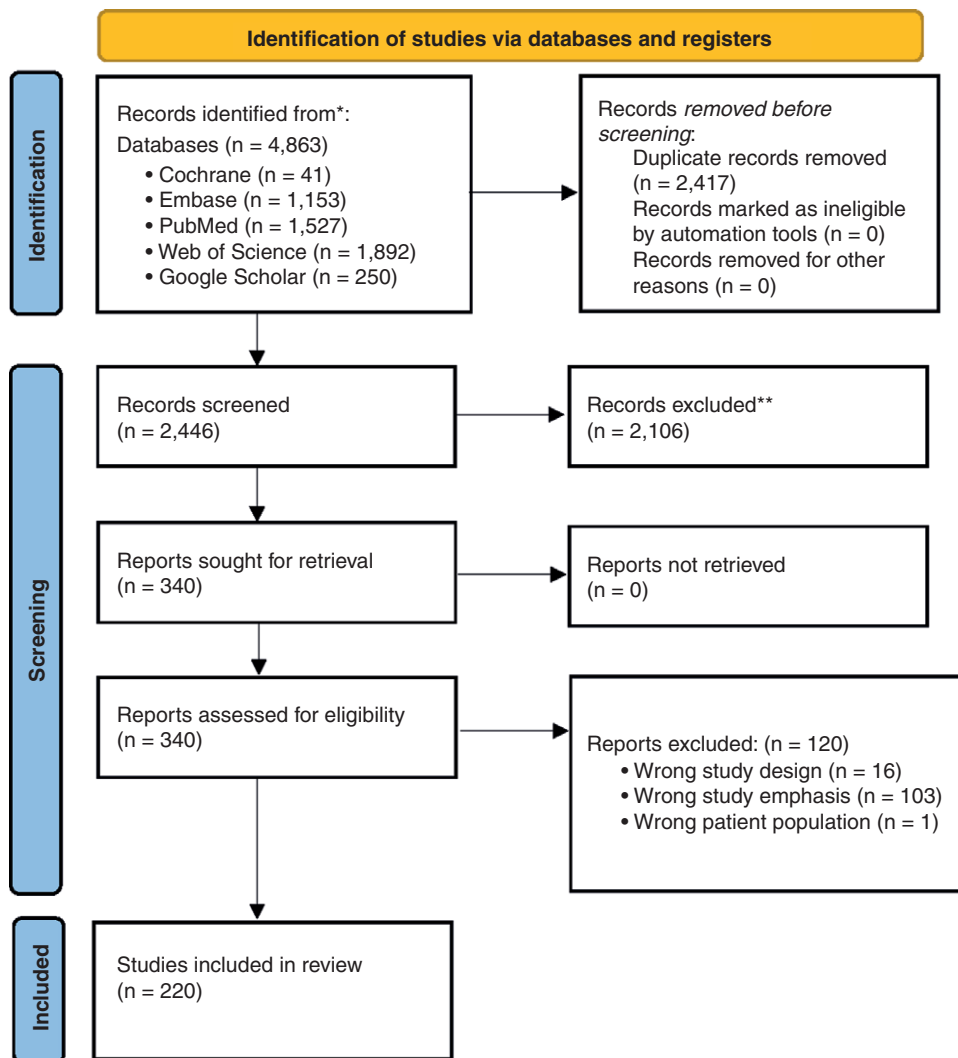 Identification of studies via databases and registers
Identification
Records identified from*:
Databases (n = 4,863)
• Cochrane (n = 41)
• Embase (n = 1,153)
• PubMed (n = 1,527)
• Web of Science (n = 1,892)
• Google Scholar (n = 250)
Records removed before
screening:
Duplicate records removed
(n = 2,417)
Records marked as ineligible
by automation tools (n = 0)
Records removed for other
reasons (n = 0)
Screening
Records screened
(n = 2,446)
Records excluded**
(n = 2,106)
Reports sought for retrieval
(n = 340)
Reports not retrieved
(n = 0)
Reports assessed for eligibility
(n = 340)
Reports excluded: (n = 120)
• Wrong study design (n = 16)
• Wrong study emphasis (n = 103)
• Wrong patient population (n = 1)
Included
Studies included in review
(n = 220)